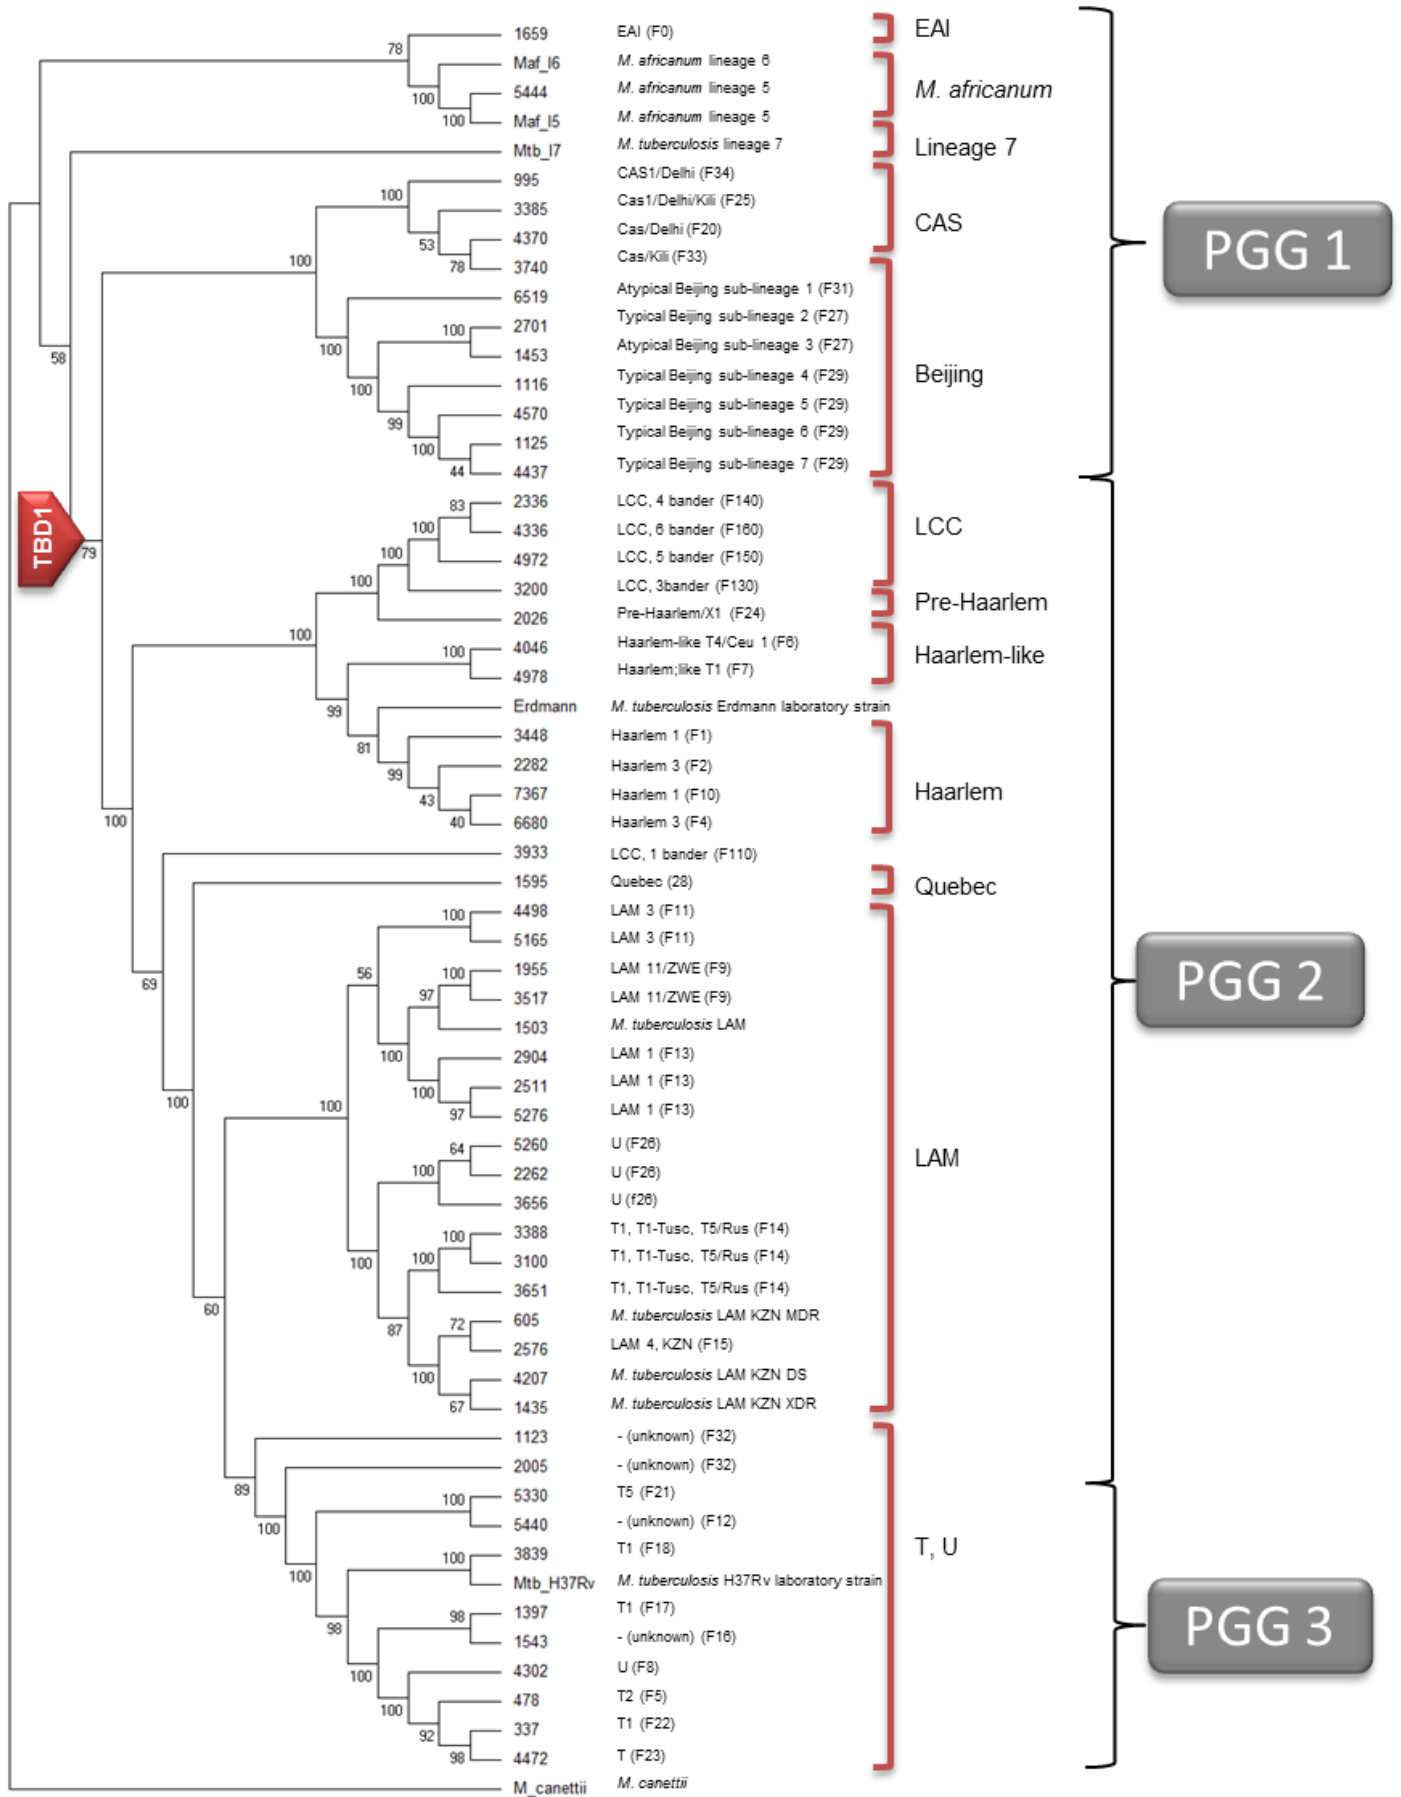 1659 EAI (F0) EAI
78
Maf_l6 M. africanum lineage 6
5444 M. africanum lineage 5 M. africanum
100
Maf_l5 M. africanum lineage 5
100
Mtb_l7 M. tuberculosis lineage 7 Lineage 7
995 CAS1/Delhi (F34)
100
3385 Cas1/Delhi/Kili (F25)
CAS
4370 Cas/Delhi (F20)
53
PGG 1
3740 Cas/Kili (F33)
100 78
6519 Atypical Beijing sub-lineage 1 (F31)
2701 Typical Beijing sub-lineage 2 (F27)
100
1453 Atypical Beijing sub-lineage 3 (F27)
58 100
1116 Typical Beijing sub-lineage 4 (F29) Beijing
100
4570 Typical Beijing sub-lineage 5 (F29)
99
1125 Typical Beijing sub-lineage 6 (F29)
100
4437 Typical Beijing sub-lineage 7 (F29)
44
2336 LCC, 4 bander (F140)
83
4336 LCC, 6 bander (F160) LCC
100
TBD1
79
4972 LCC, 5 bander (F150)
100
3200 LCC, 3bander (F130)
100
Pre-Haarlem
2026 Pre-Haarlem/X1 (F24)
100
4046 Haarlem-like T4/Ceu 1 (F6)
100 Haarlem-like
4978 Haarlem;like T1 (F7)
Erdmann M. tuberculosis Erdmann laboratory strain
99
3448 Haarlem 1 (F1)
81
2282 Haarlem 3 (F2)
99
7367 Haarlem 1 (F10) Haarlem
43
6680 Haarlem 3 (F4)
100 40
3933 LCC, 1 bander (F110)
1595 Quebec (28) Quebec
4498 LAM 3 (F11)
100
5165 LAM 3 (F11)
1955 LAM 11/ZWE (F9)
56 100
PGG 2
69
3517 LAM 11/ZWE (F9)
97
1503 M. tuberculosis LAM
2904 LAM 1 (F13)
100
2511 LAM 1 (F13)
100
100 100
5276 LAM 1 (F13)
97
5260 U (F26)
64 LAM
2262 U (F26)
100
3656 U (f26)
3388 T1, T1-Tusc, T5/Rus (F14)
100
3100 T1, T1-Tusc, T5/Rus (F14)
100 100
3651 T1, T1-Tusc, T5/Rus (F14)
60
605 M. tuberculosis LAM KZN MDR
87 72
2576 LAM 4, KZN (F15)
4207 M. tuberculosis LAM KZN DS
100
1435 M. tuberculosis LAM KZN XDR
67
1123 - (unknown) (F32)
2005 - (unknown) (F32)
89
5330 T5 (F21)
100
5440 - (unknown) (F12)
100
3839 T1 (F18) T, U
100
100
Mtb_H37Rv M. tuberculosis H37Rv laboratory strain
1397 T1 (F17)
98
98
PGG 3
1543 - (unknown) (F16)
4302 U (F8)
100
478 T2 (F5)
100
337 T1 (F22)
92
4472 T (F23)
98
M_canettii M. canettii